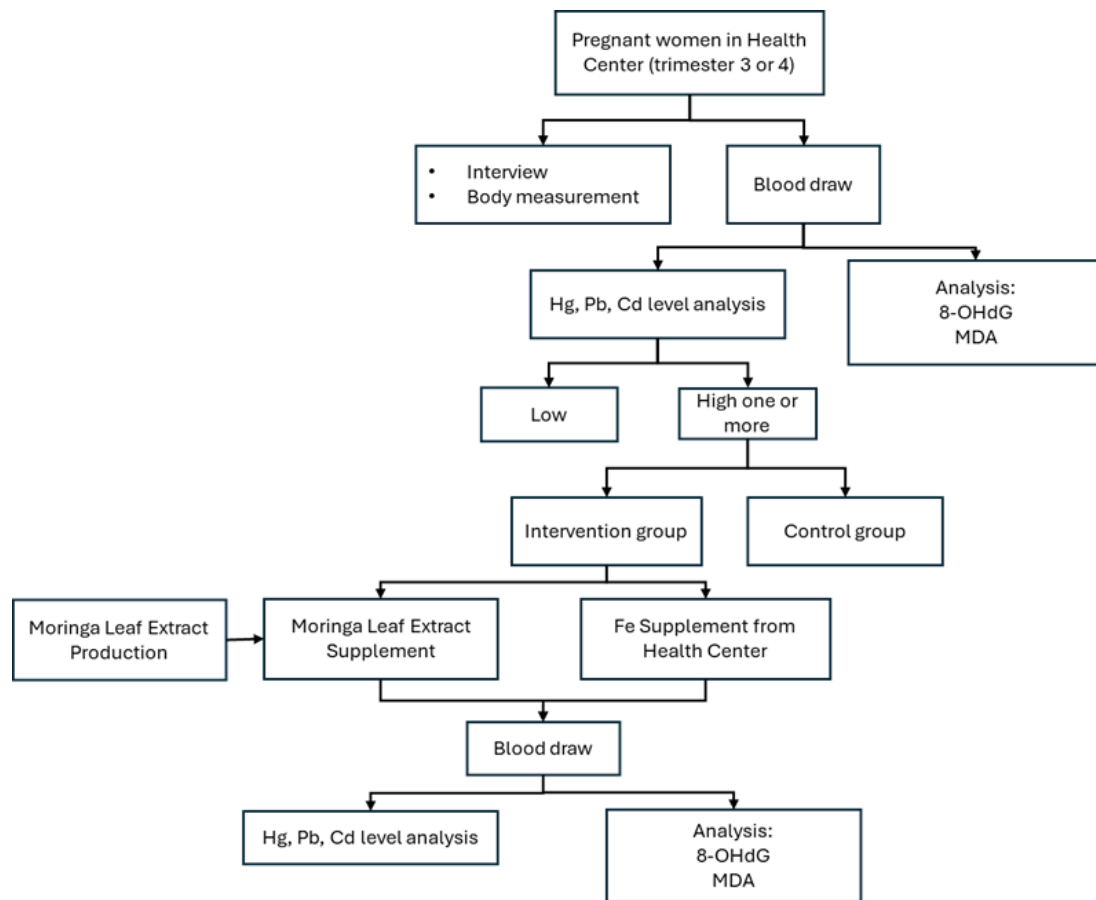 Pregnant women in Health
Center (trimester 3 or 4)
• Interview
• Body measurement
Blood draw
Hg, Pb, Cd level analysis
Analysis:
8-OHdG
MDA
Low
High one or
more
Intervention group
Control group
Moringa Leaf Extract
Production
Moringa Leaf Extract
Supplement
Fe Supplement from
Health Center
Blood draw
Hg, Pb, Cd level analysis
Analysis:
8-OHdG
MDA